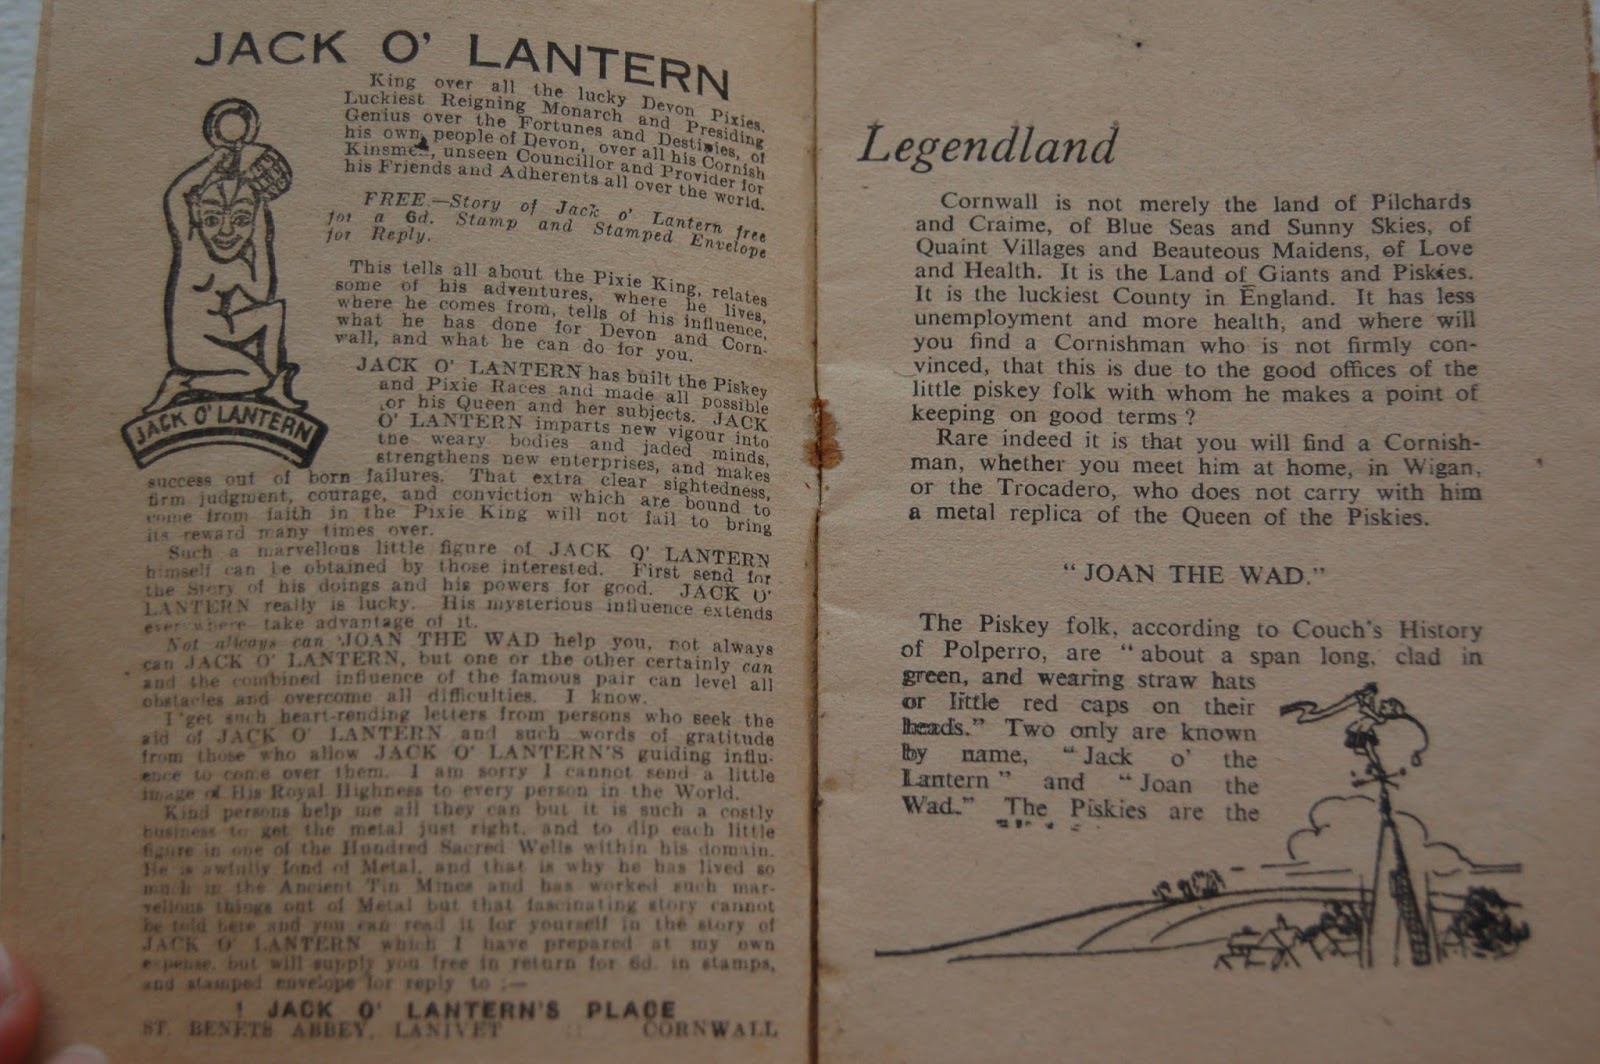 JACK O' LANTERN
King over all the lucky Devon Pixies.
Luckiest Reigning Monarch and Presiding
Genius over the Fortunes and Destinies, of
his own people of Devon, over all his Cornish
Kinsmen, unseen Councillor and Provider for
his Friends and Adherents all over the world.
FREE.—Story of Jack o' Lantern free
for a 6d. Stamp and Stamped Envelope
for Reply.
This tells all about the Pixie King, relates
some of his adventures, where he lives,
where he comes from, tells of his influence,
what he has done for Devon and Corn-
wall, and what he can do for you.
JACK O' LANTERN has built the Piskey
and Pixie Races and made all possible
or his Queen and her subjects. JACK
O' LANTERN imparts new vigour into
the weary bodies and jaded minds,
strengthens new enterprises, and makes
success out of born failures. That extra clear sightedness,
firm judgment, courage, and conviction which are bound to
come from faith in the Pixie King will not fail to bring
its reward many times over.
Such a marvellous little figure of JACK O' LANTERN
himself can be obtained by those interested. First send for
the Story of his doings and his powers for good. JACK O'
LANTERN really is lucky. His mysterious influence extends
everywhere take advantage of it.
Not always can JOAN THE WAD help you, not always
can JACK O' LANTERN, but one or the other certainly can
and the combined influence of the famous pair can level all
obstacles and overcome all difficulties. I know.
I get such heart-rending letters from persons who seek the
aid of JACK O' LANTERN and such words of gratitude
from those who allow JACK O' LANTERN'S guiding influ-
ence to come over them. I am sorry I cannot send a little
image of His Royal Highness to every person in the World.
Kind persons help me all they can but it is such a costly
business to get the metal just right, and to dip each little
figure in one of the Hundred Sacred Wells within his domain.
He is awfully fond of Metal, and that is why he has lived so
much in the Ancient Tin Mines and has worked such mar-
vellous things out of Metal but that fascinating story cannot
be told here and you can read it for yourself in the story of
JACK O' LANTERN which I have prepared at my own
expense, but will supply you free in return for 6d. in stamps,
and stamped envelope for reply to :—
1 JACK O' LANTERN'S PLACE
ST. BENETS ABBEY, LANIVET :: CORNWALL
JACK O' LANTERN
Legendland
Cornwall is not merely the land of Pilchards
and Craime, of Blue Seas and Sunny Skies, of
Quaint Villages and Beauteous Maidens, of Love
and Health. It is the Land of Giants and Piskies.
It is the luckiest County in England. It has less
unemployment and more health, and where will
you find a Cornishman who is not firmly con-
vinced, that this is due to the good offices of the
little piskey folk with whom he makes a point of
keeping on good terms ?
Rare indeed it is that you will find a Cornish-
man, whether you meet him at home, in Wigan,
or the Trocadero, who does not carry with him
a metal replica of the Queen of the Piskies.
" JOAN THE WAD."
The Piskey folk, according to Couch's History
of Polperro, are " about a span long, clad in
green, and wearing straw hats
or little red caps on their
heads." Two only are known
by name, " Jack o' the
Lantern " and " Joan the
Wad." The Piskies are the